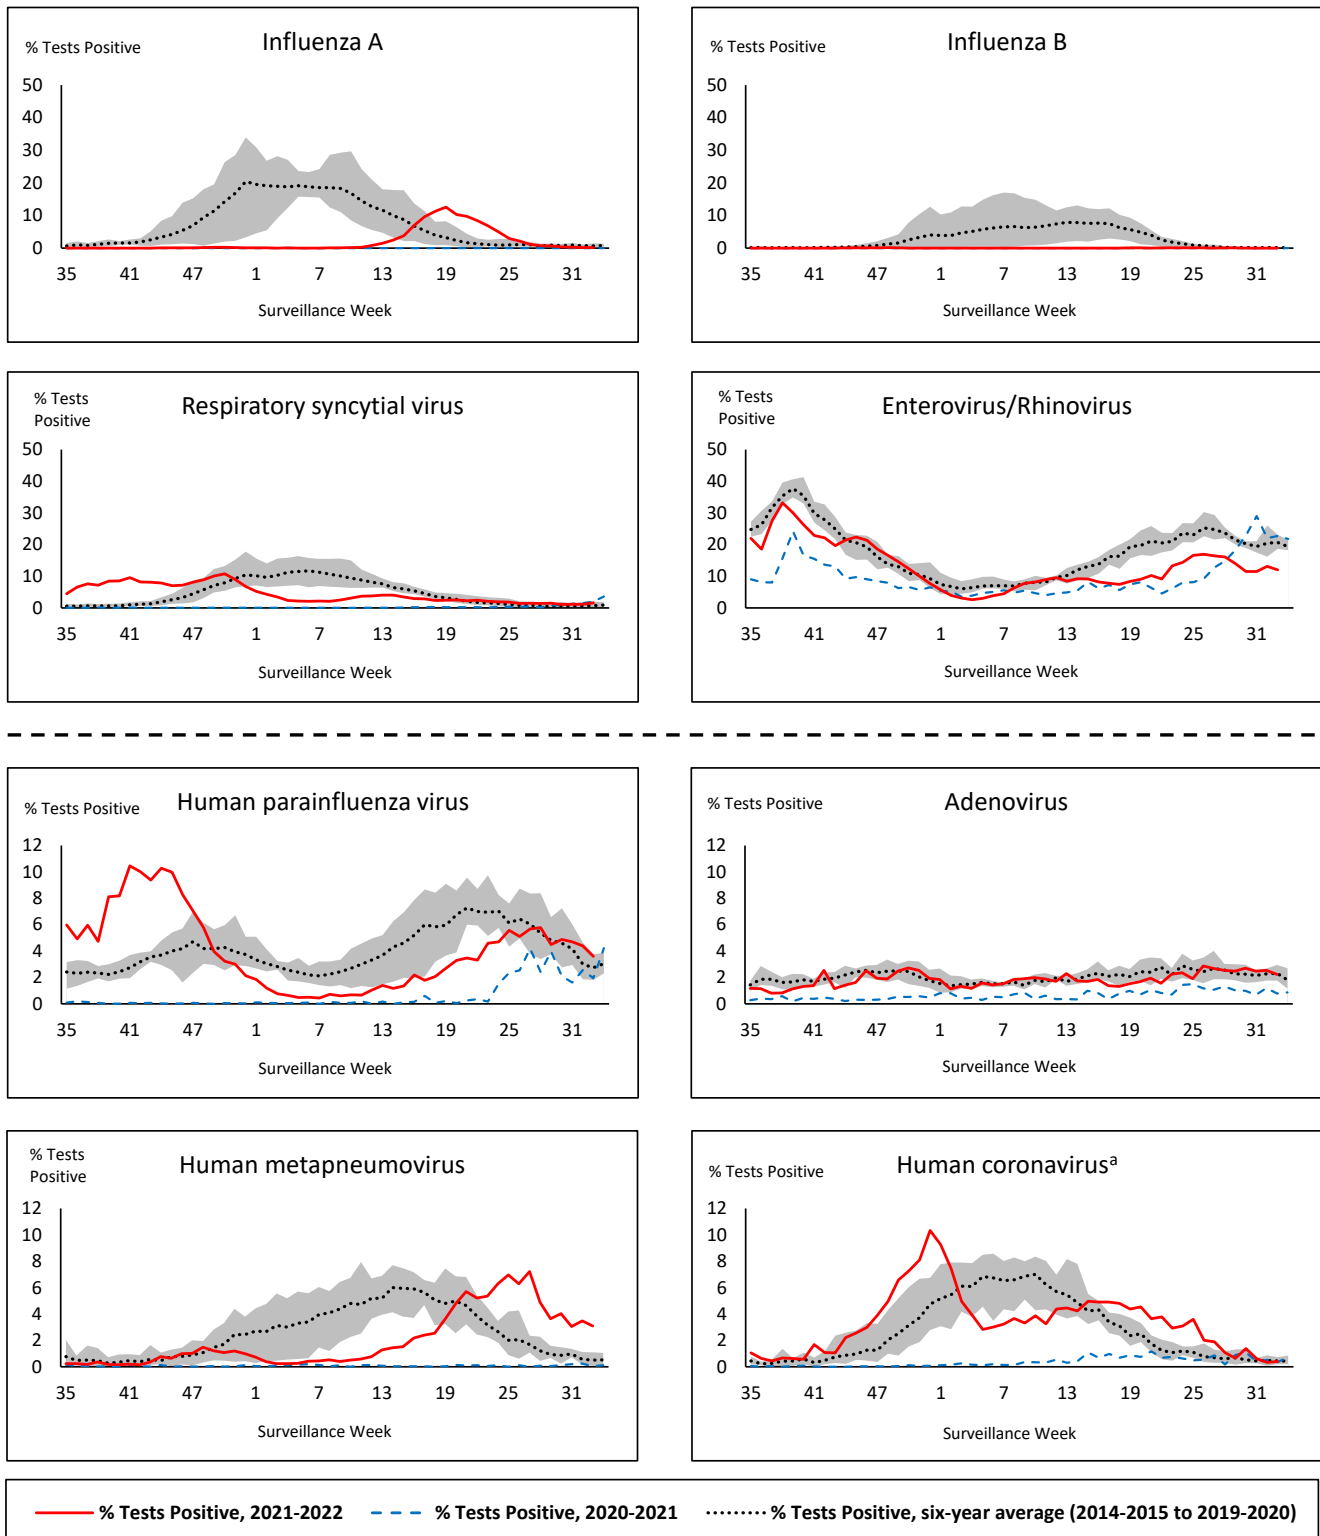 Influenza A
% Tests Positive
50
40
30
20
10
0
35 41 47 1 7 13 19 25 31
Surveillance Week
Influenza B
% Tests Positive
50
40
30
20
10
0
35 41 47 1 7 13 19 25 31
Surveillance Week
% Tests
Positive
Respiratory syncytial virus
50
40
30
20
10
0
35 41 47 1 7 13 19 25 31
Surveillance Week
% Tests
Positive
Enterovirus/Rhinovirus
50
40
30
20
10
0
35 41 47 1 7 13 19 25 31
Surveillance Week
% Tests Positive
Human parainfluenza virus
12
10
8
6
4
2
0
35 41 47 1 7 13 19 25 31
Surveillance Week
% Tests Positive
Adenovirus
12
10
8
6
4
2
0
35 41 47 1 7 13 19 25 31
Surveillance Week
% Tests
Positive
Human metapneumovirus
12
10
8
6
4
2
0
35 41 47 1 7 13 19 25 31
Surveillance Week
% Tests Positive
Human coronavirusᵃ
12
10
8
6
4
2
0
35 41 47 1 7 13 19 25 31
Surveillance Week
% Tests Positive, 2021-2022 % Tests Positive, 2020-2021 % Tests Positive, six-year average (2014-2015 to 2019-2020)